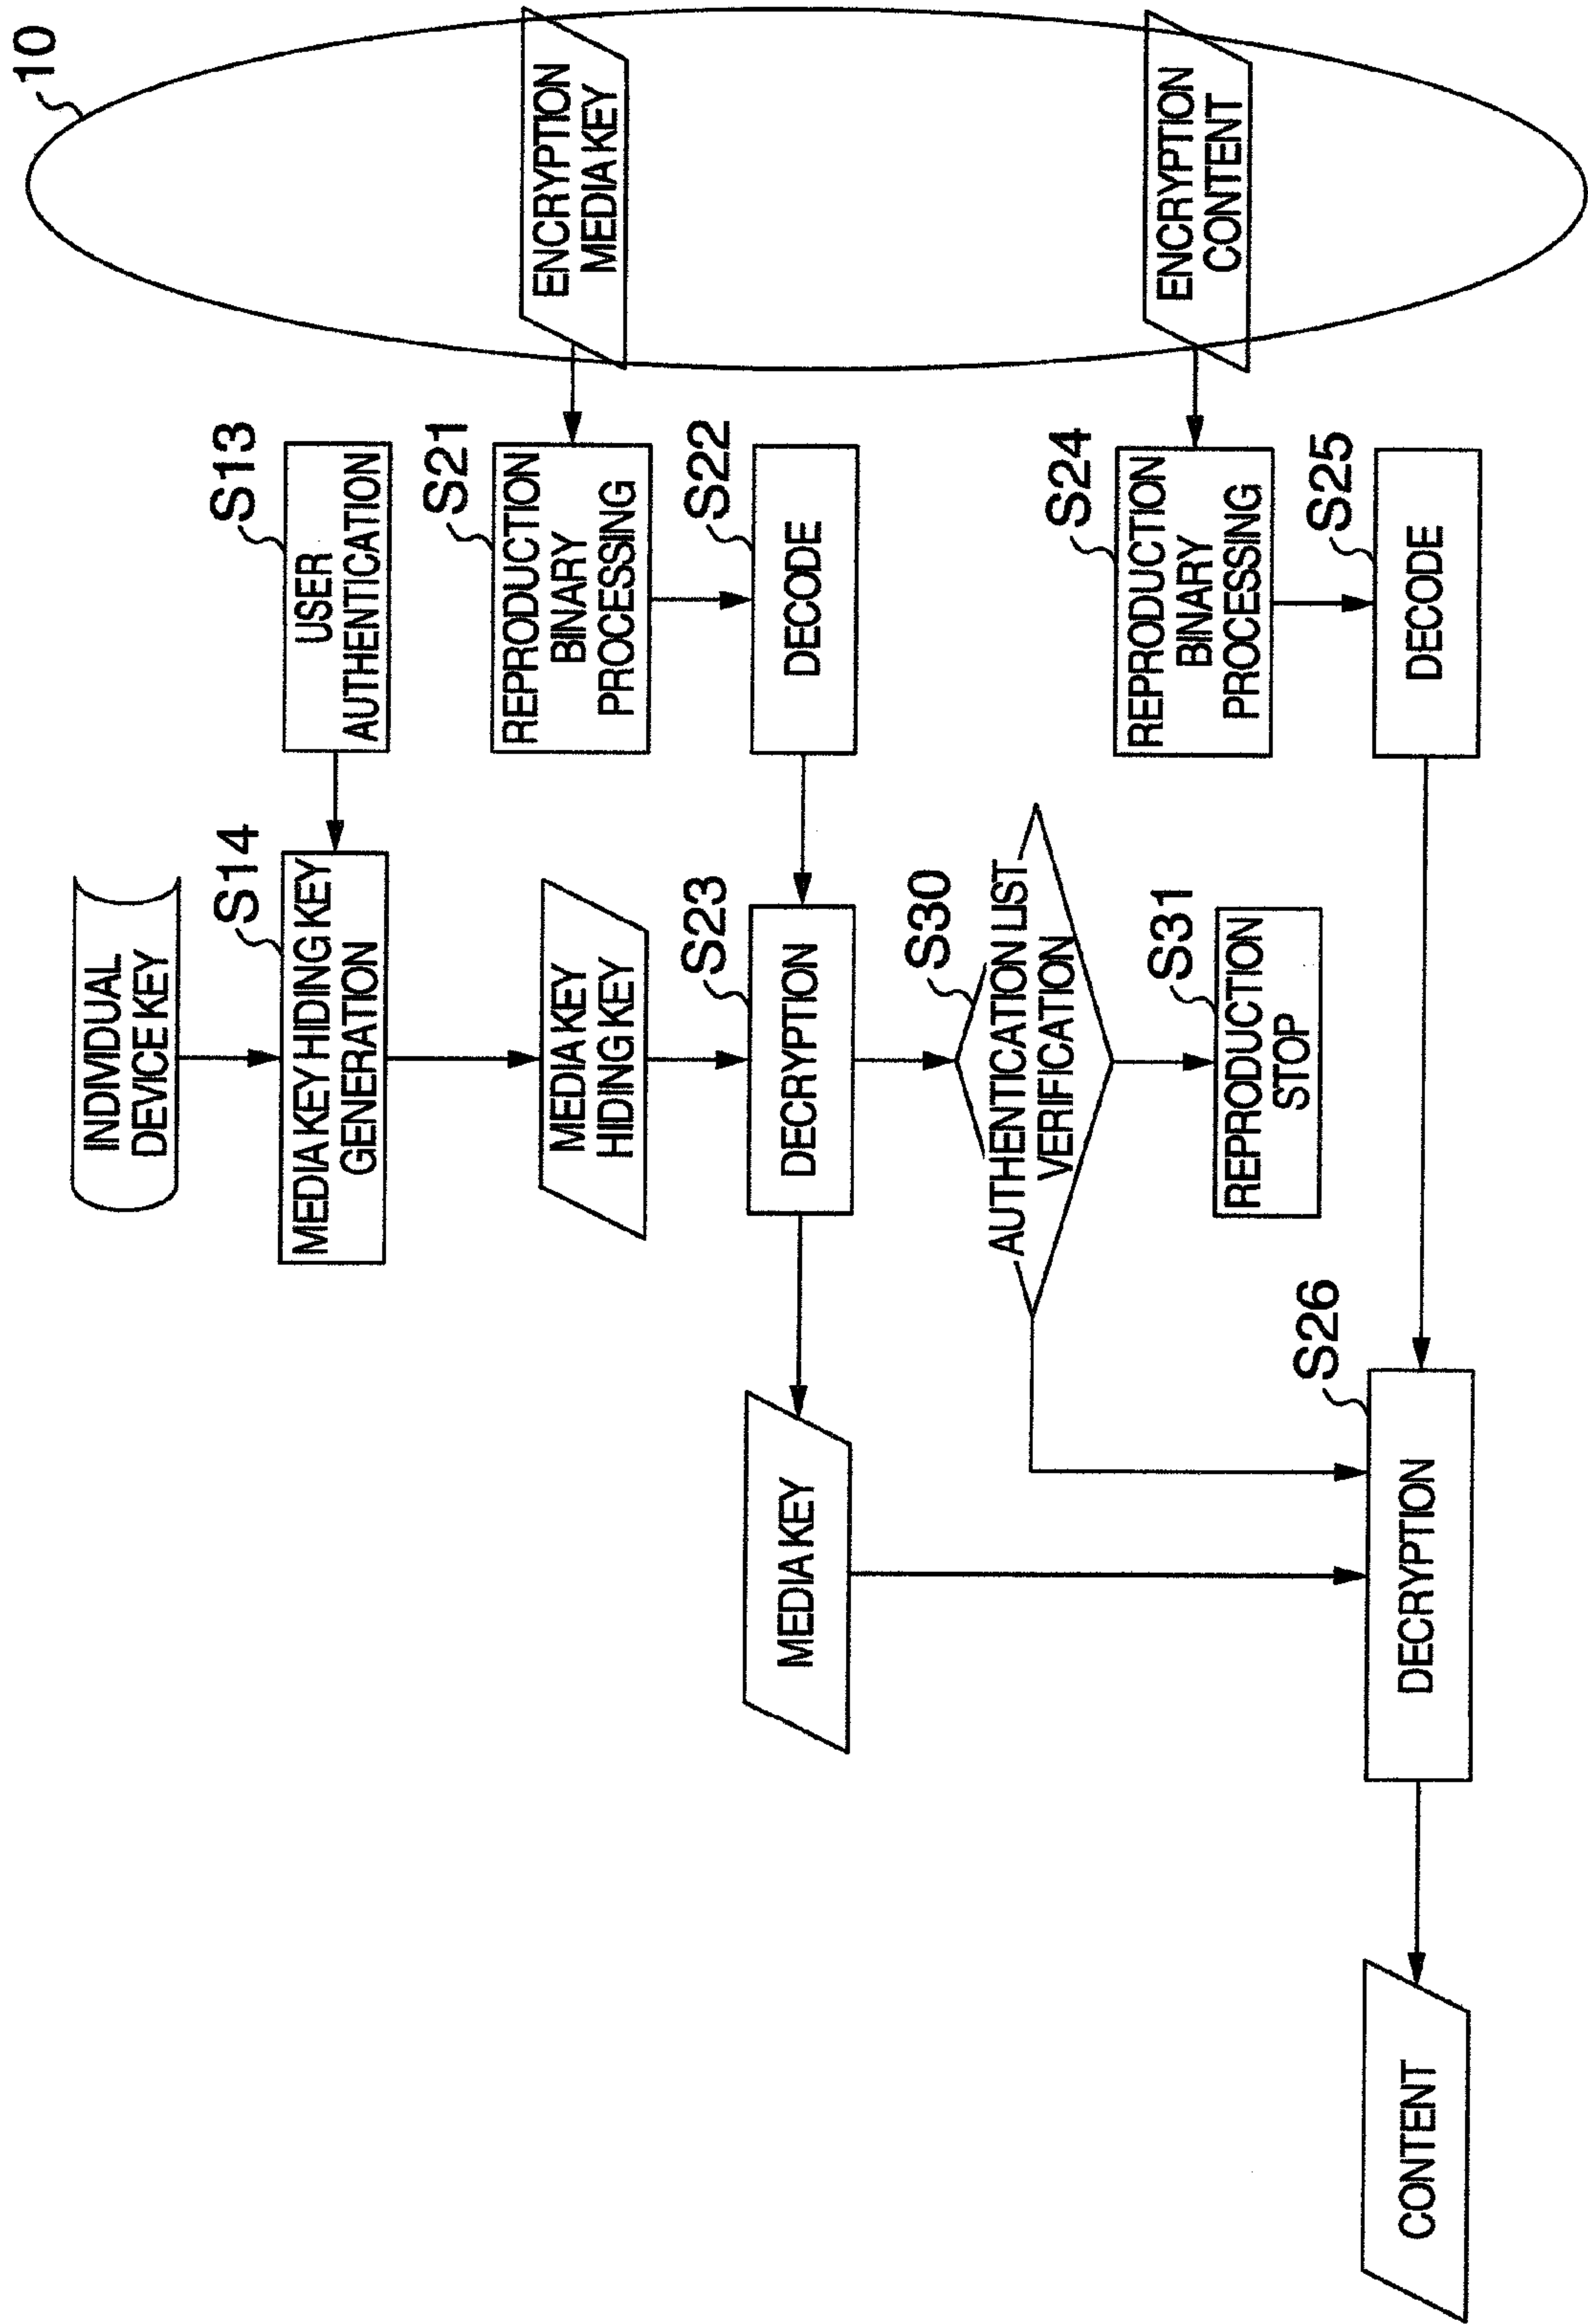 10
ENCRYPTION
MEDIA KEY
ENCRYPTION
CONTENT
S13
USER
AUTHENTICATION
S21
REPRODUCTION
BINARY
PROCESSING
S22
DECODE
S24
REPRODUCTION
BINARY
PROCESSING
S25
DECODE
INDIVIDUAL
DEVICE KEY
S14
MEDIA KEY HIDING KEY
GENERATION
MEDIA KEY
HIDING KEY
S23
DECRYPTION
S30
AUTHENTICATION LIST
VERIFICATION
S31
REPRODUCTION
STOP
MEDIA KEY
S26
DECRYPTION
CONTENT